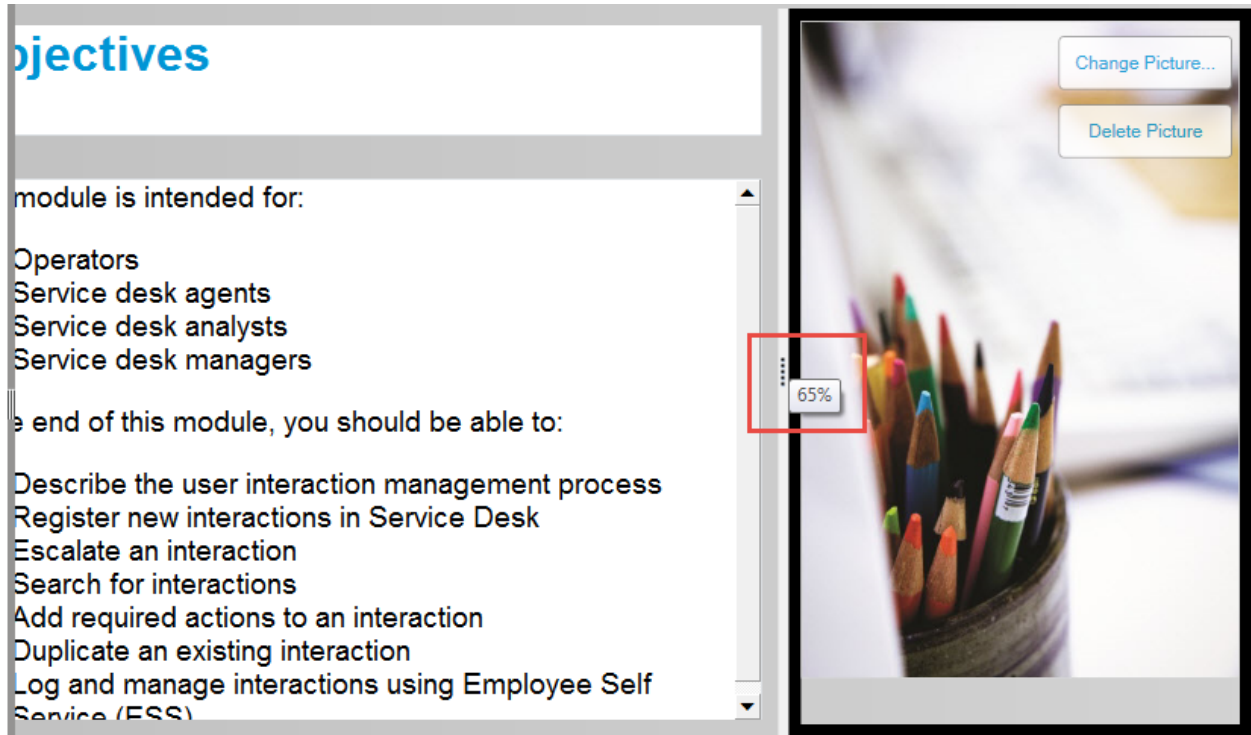 bjectives
Change Picture...
Delete Picture
module is intended for:
Operators
Service desk agents
Service desk analysts
Service desk managers
65%
e end of this module, you should be able to:
Describe the user interaction management process
Register new interactions in Service Desk
Escalate an interaction
Search for interactions
Add required actions to an interaction
Duplicate an existing interaction
Log and manage interactions using Employee Self
Service (ESS)